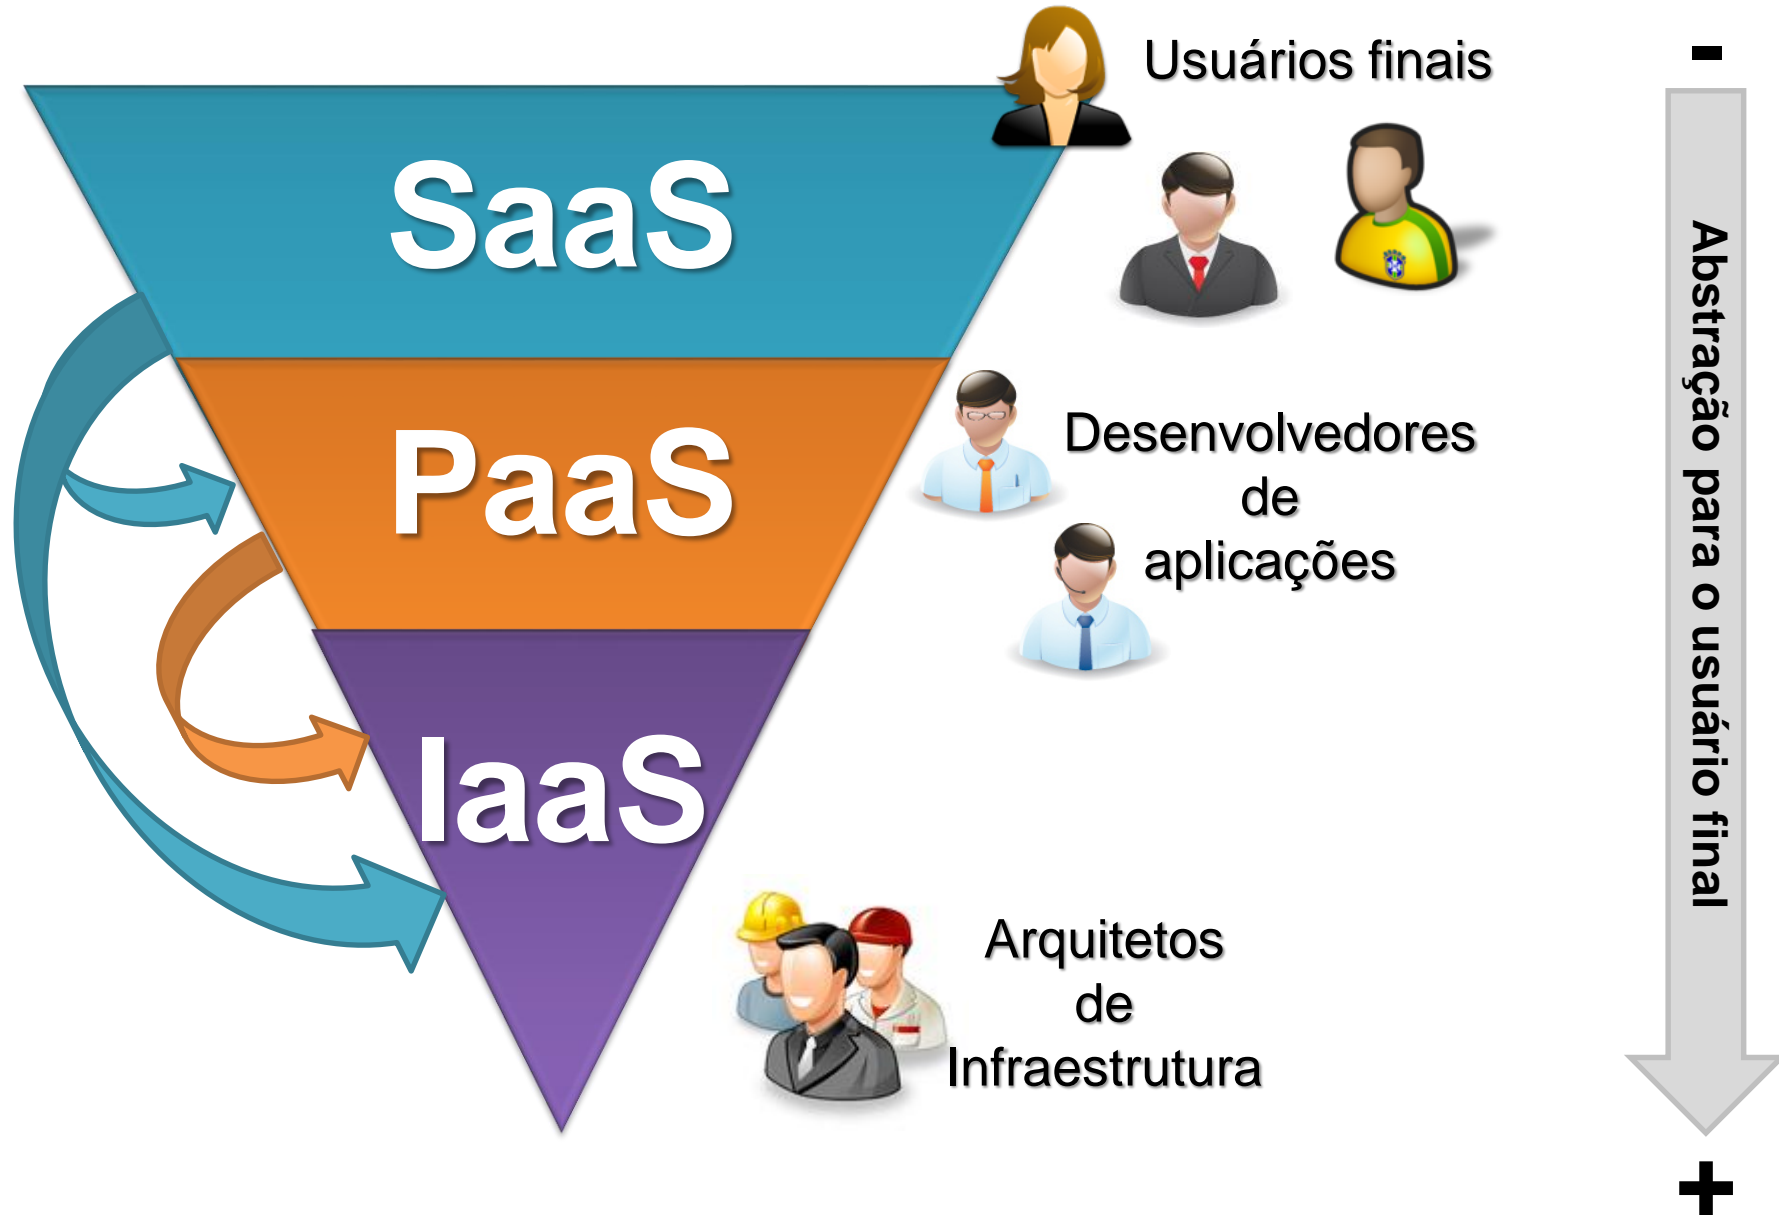 Usuários finais
-
SaaS
PaaS
Desenvolvedores
de
aplicações
IaaS
Arquitetos
de
Infraestrutura
Abstração para o usuário final
+